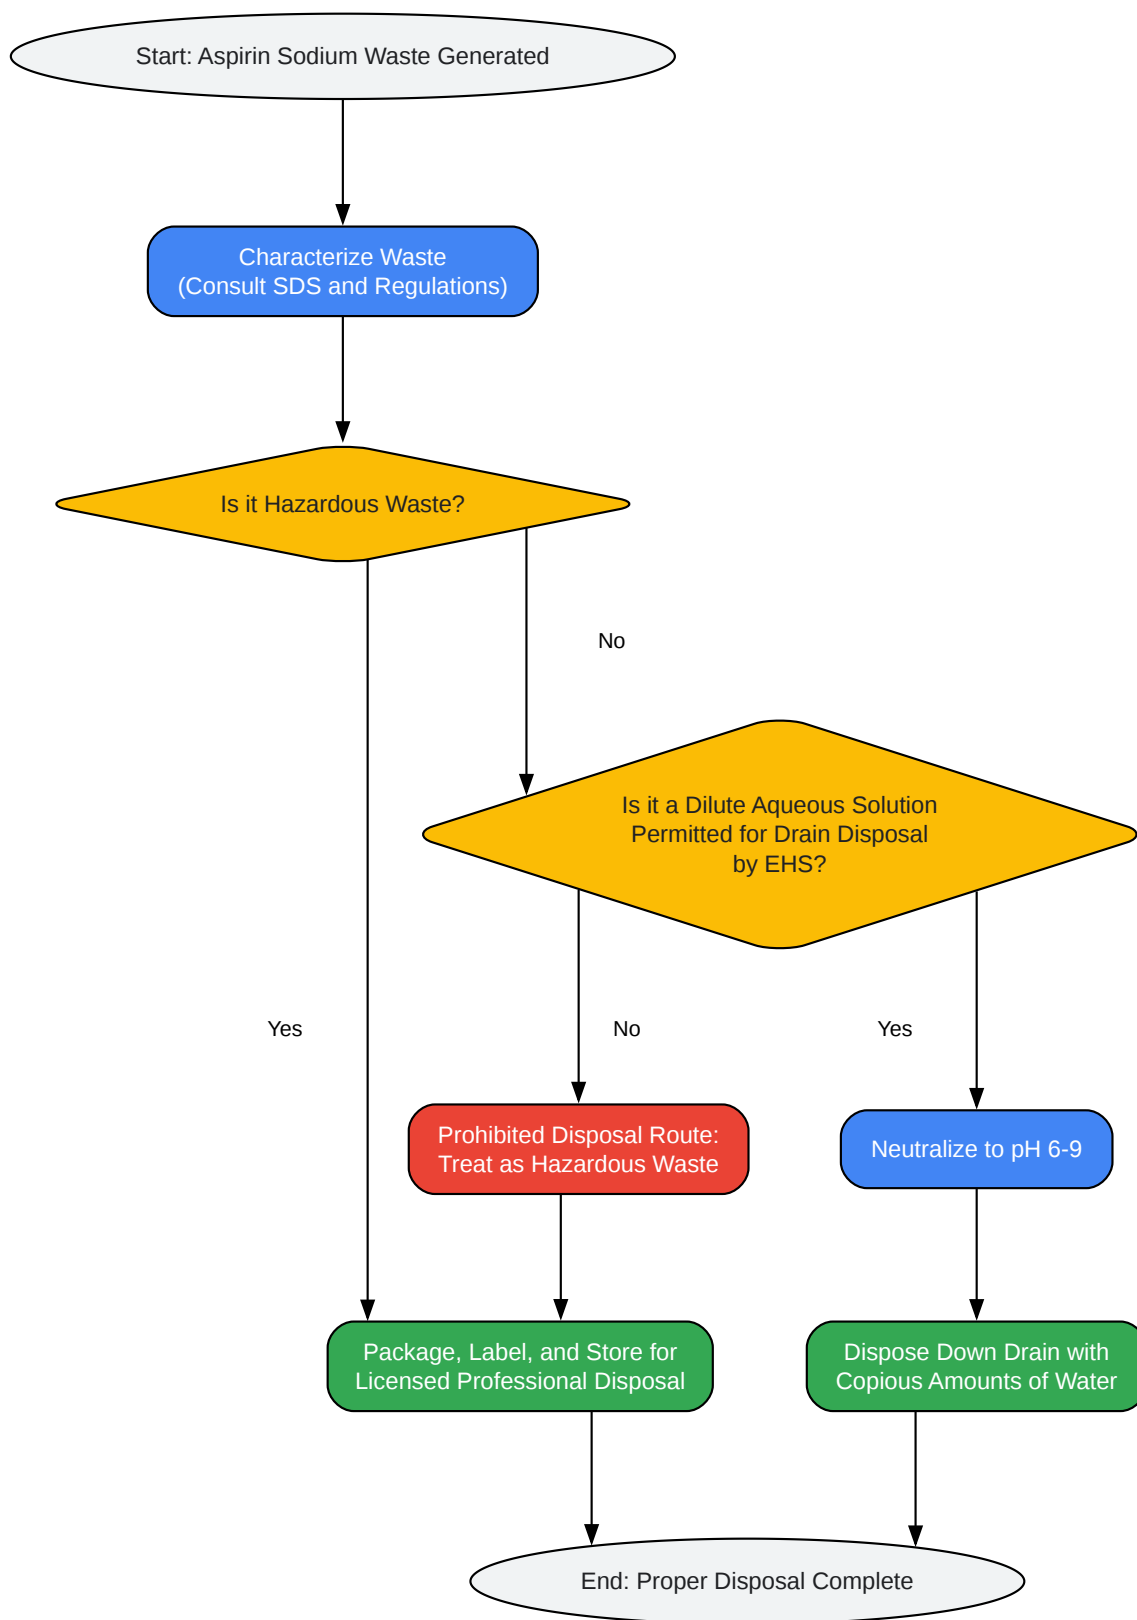 Start: Aspirin Sodium Waste Generated
Characterize Waste
(Consult SDS and Regulations)
Is it Hazardous Waste?
No
Is it a Dilute Aqueous Solution
Permitted for Drain Disposal
by EHS?
Yes
No
Yes
Prohibited Disposal Route:
Treat as Hazardous Waste
Neutralize to pH 6-9
Package, Label, and Store for
Licensed Professional Disposal
Dispose Down Drain with
Copious Amounts of Water
End: Proper Disposal Complete